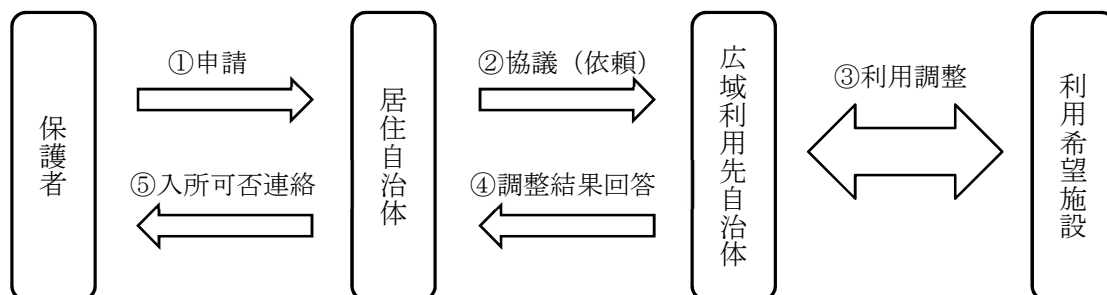 保護者
①申請
⑤入所可否連絡
居住自治体
②協議（依頼）
④調整結果回答
広域利用先自治体
③利用調整
利用希望施設